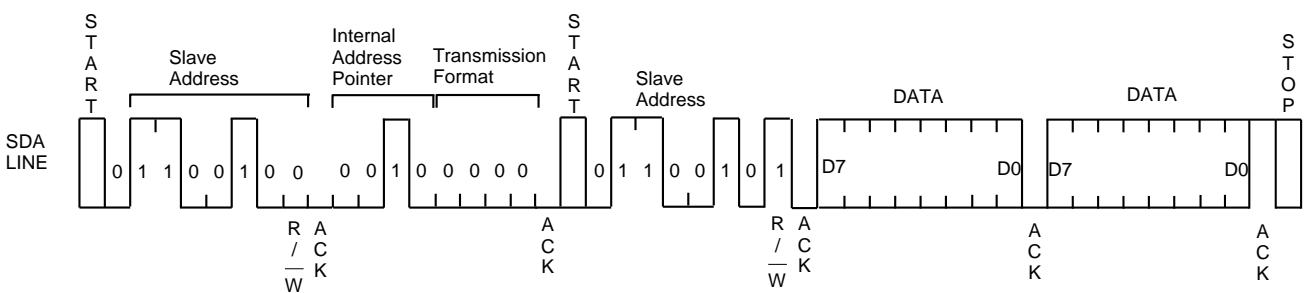 START
Slave
Address
Internal
Address
Pointer
Transmission
Format
START
Slave
Address
DATA
DATA
STOP
SDA
LINE
0 1 1 0 0 1 0 0 0 0 1 0 0 0 0 0 0 1 1 0 0 1 0 1 D7 D0 D7 D0
R/W
ACK
ACK
R/W
ACK
ACK
ACK